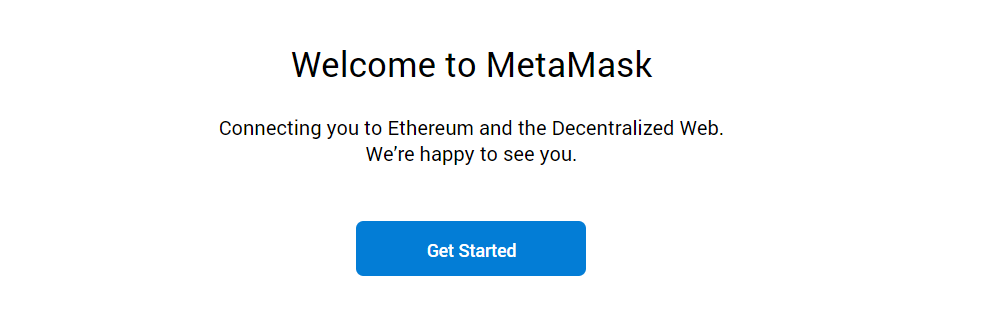 Welcome to MetaMask
Connecting you to Ethereum and the Decentralized Web.
We’re happy to see you.
Get Started